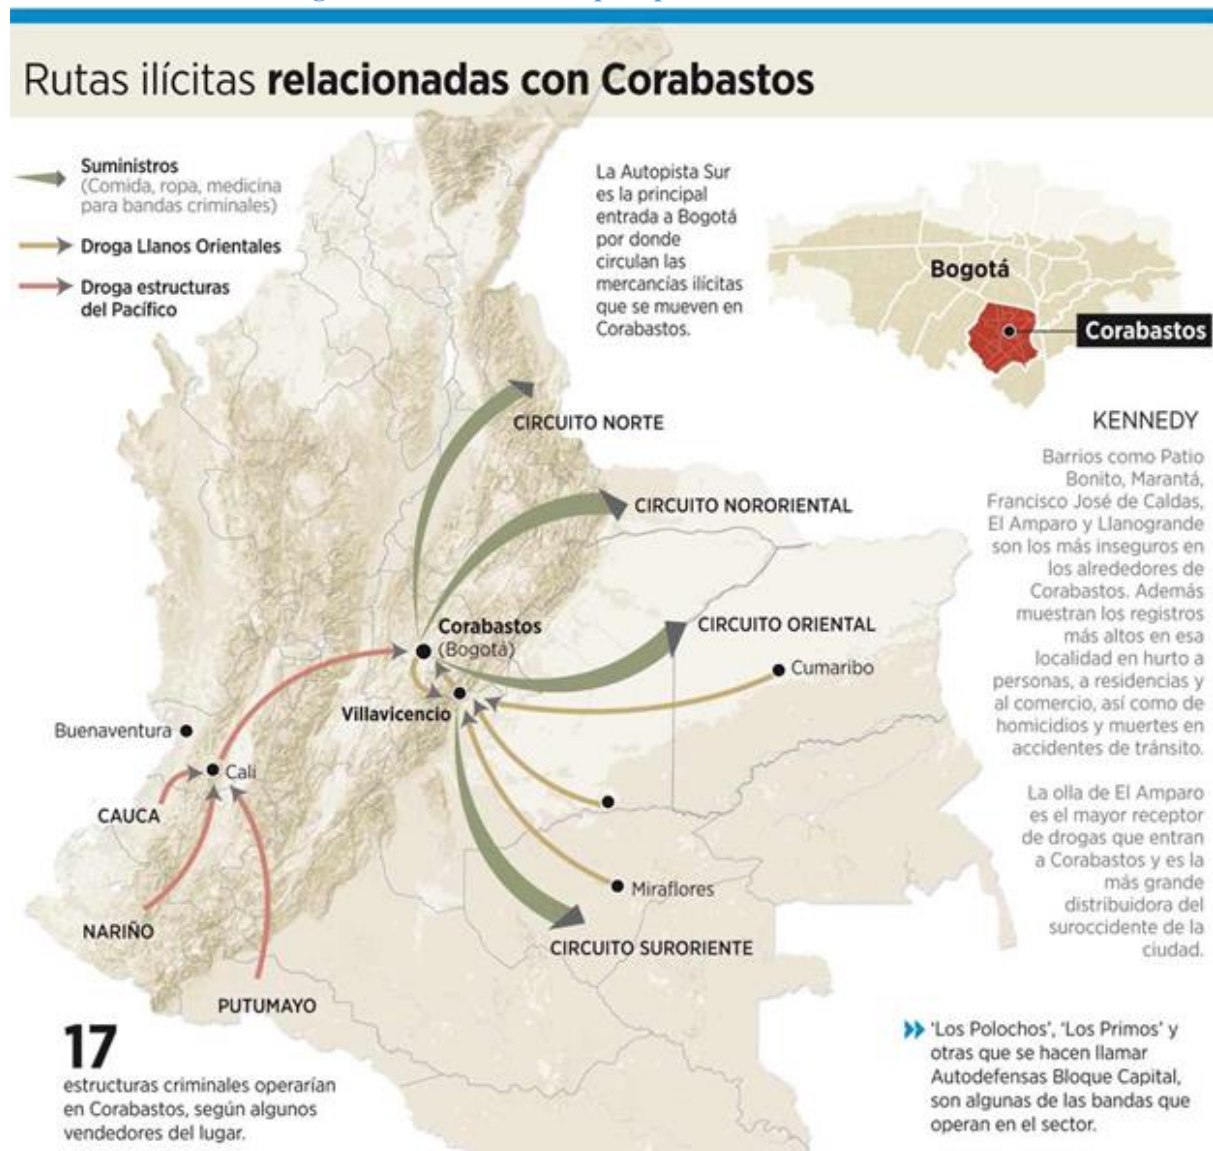 Rutas ilícitas relacionadas con Corabastos
Suministros
(Comida, ropa, medicina
para bandas criminales)
Droga Llanos Orientales
Droga estructuras
del Pacífico
La Autopista Sur
es la principal
entrada a Bogotá
por donde
circulan las
mercancías ilícitas
que se mueven en
Corabastos.
Bogotá
Corabastos
KENNEDY
Barrios como Patio
Bonito, Marantá,
Francisco José de Caldas,
El Amparo y Llanogrande
son los más inseguros en
los alrededores de
Corabastos. Además
muestran los registros
más altos en esa
localidad en hurto a
personas, a residencias y
al comercio, así como de
homicidios y muertes en
accidentes de tránsito.
La olla de El Amparo
es el mayor receptor
de drogas que entran
a Corabastos y es la
más grande
distribuidora del
suroccidente de la
ciudad.
CIRCUITO NORTE
CIRCUITO NORORIENTAL
CIRCUITO ORIENTAL
Corabastos
(Bogotá)
Cumaribo
Villavicencio
Buenaventura
Cali
CAUCA
Miraflores
NARIÑO
CIRCUITO SURORIENTE
PUTUMAYO
17
estructuras criminales operarían
en Corabastos, según algunos
vendedores del lugar.
'Los Polochos', 'Los Primos' y
otras que se hacen llamar
Autodefensas Bloque Capital,
son algunas de las bandas que
operan en el sector.